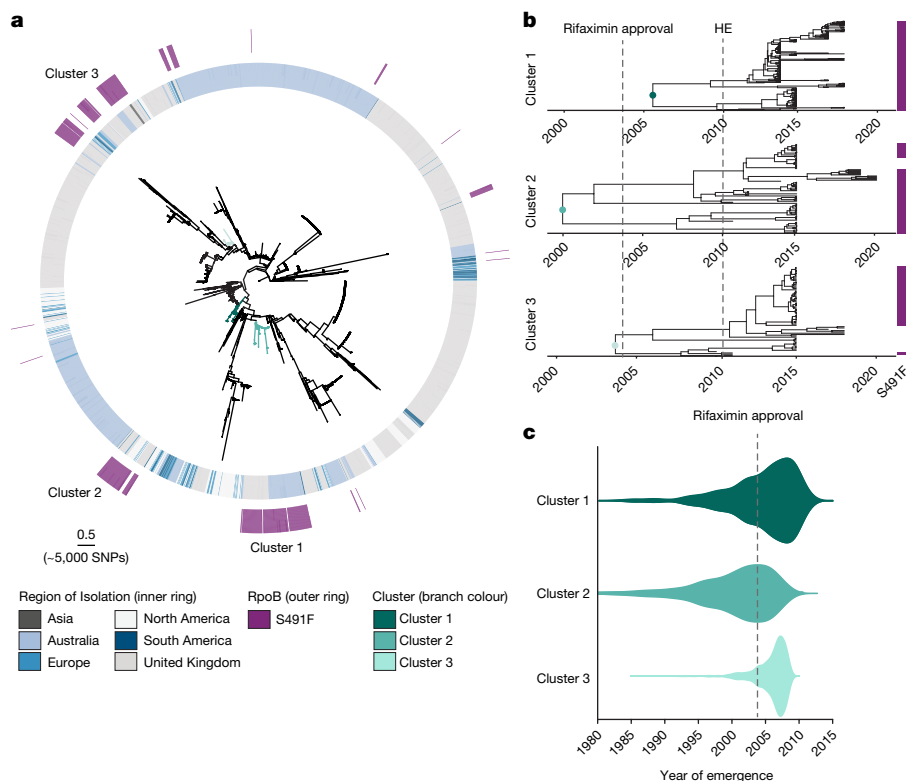 a
Cluster 3
Cluster 2
Cluster 1
0.5
(~5,000 SNPs)
Region of Isolation (inner ring)
Asia
Australia
Europe
North America
South America
United Kingdom
RpoB (outer ring)
S491F
Cluster (branch colour)
Cluster 1
Cluster 2
Cluster 3
b
Rifaximin approval
HE
Cluster 1
2000
2005
2010
2015
2020
Cluster 2
2000
2005
2010
2015
2020
Cluster 3
2000
2005
2010
2015
2020
S491F
c
Rifaximin approval
Cluster 1
Cluster 2
Cluster 3
1980
1985
1990
1995
2000
2005
2010
2015
Year of emergence